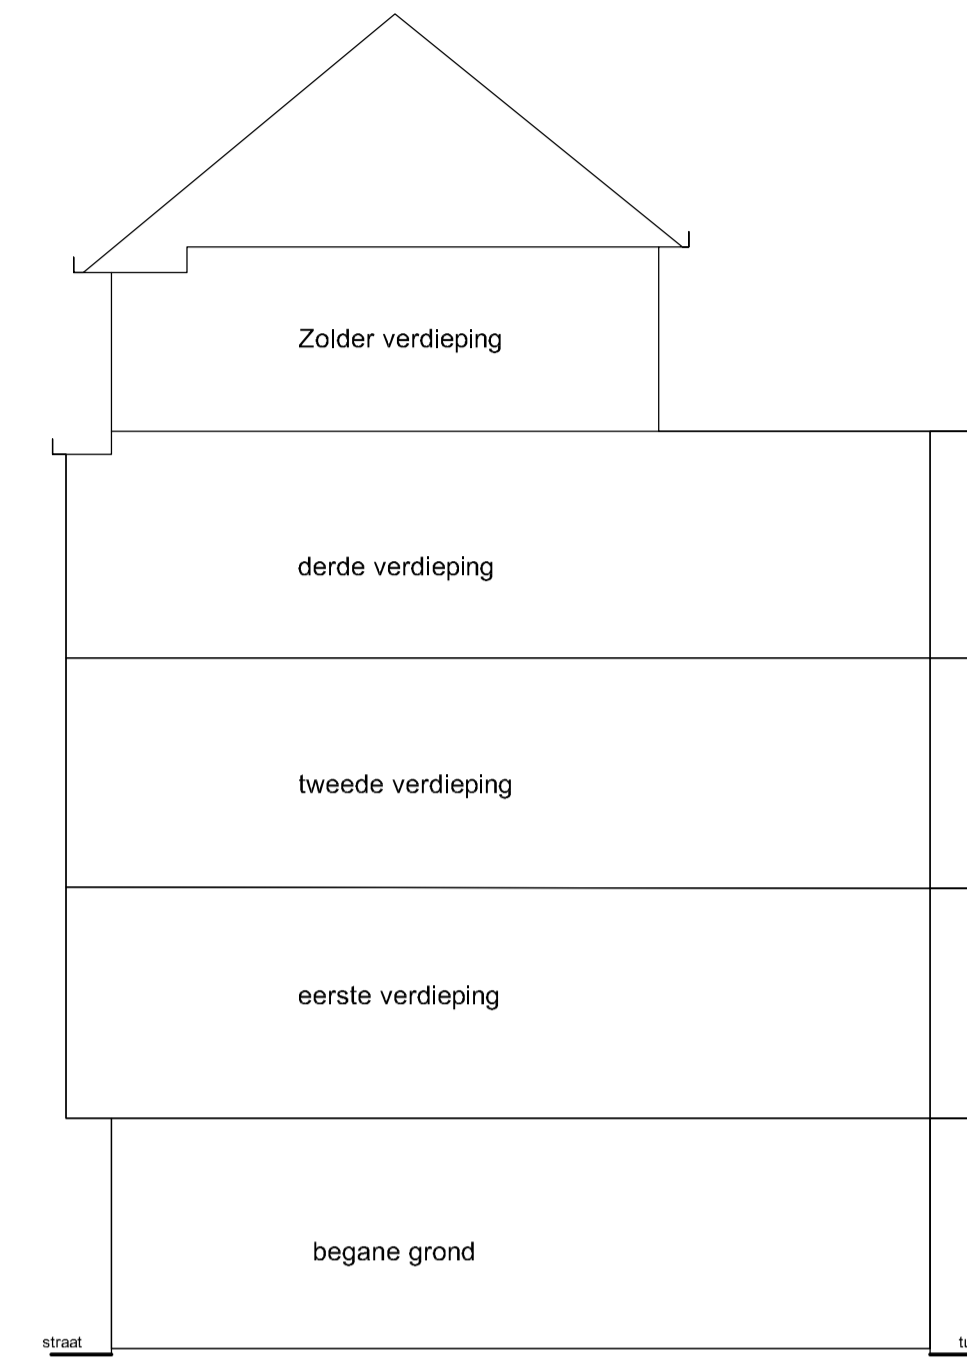 Zolder verdieping
derde verdieping
tweede verdieping
eerste verdieping
begane grond
straat